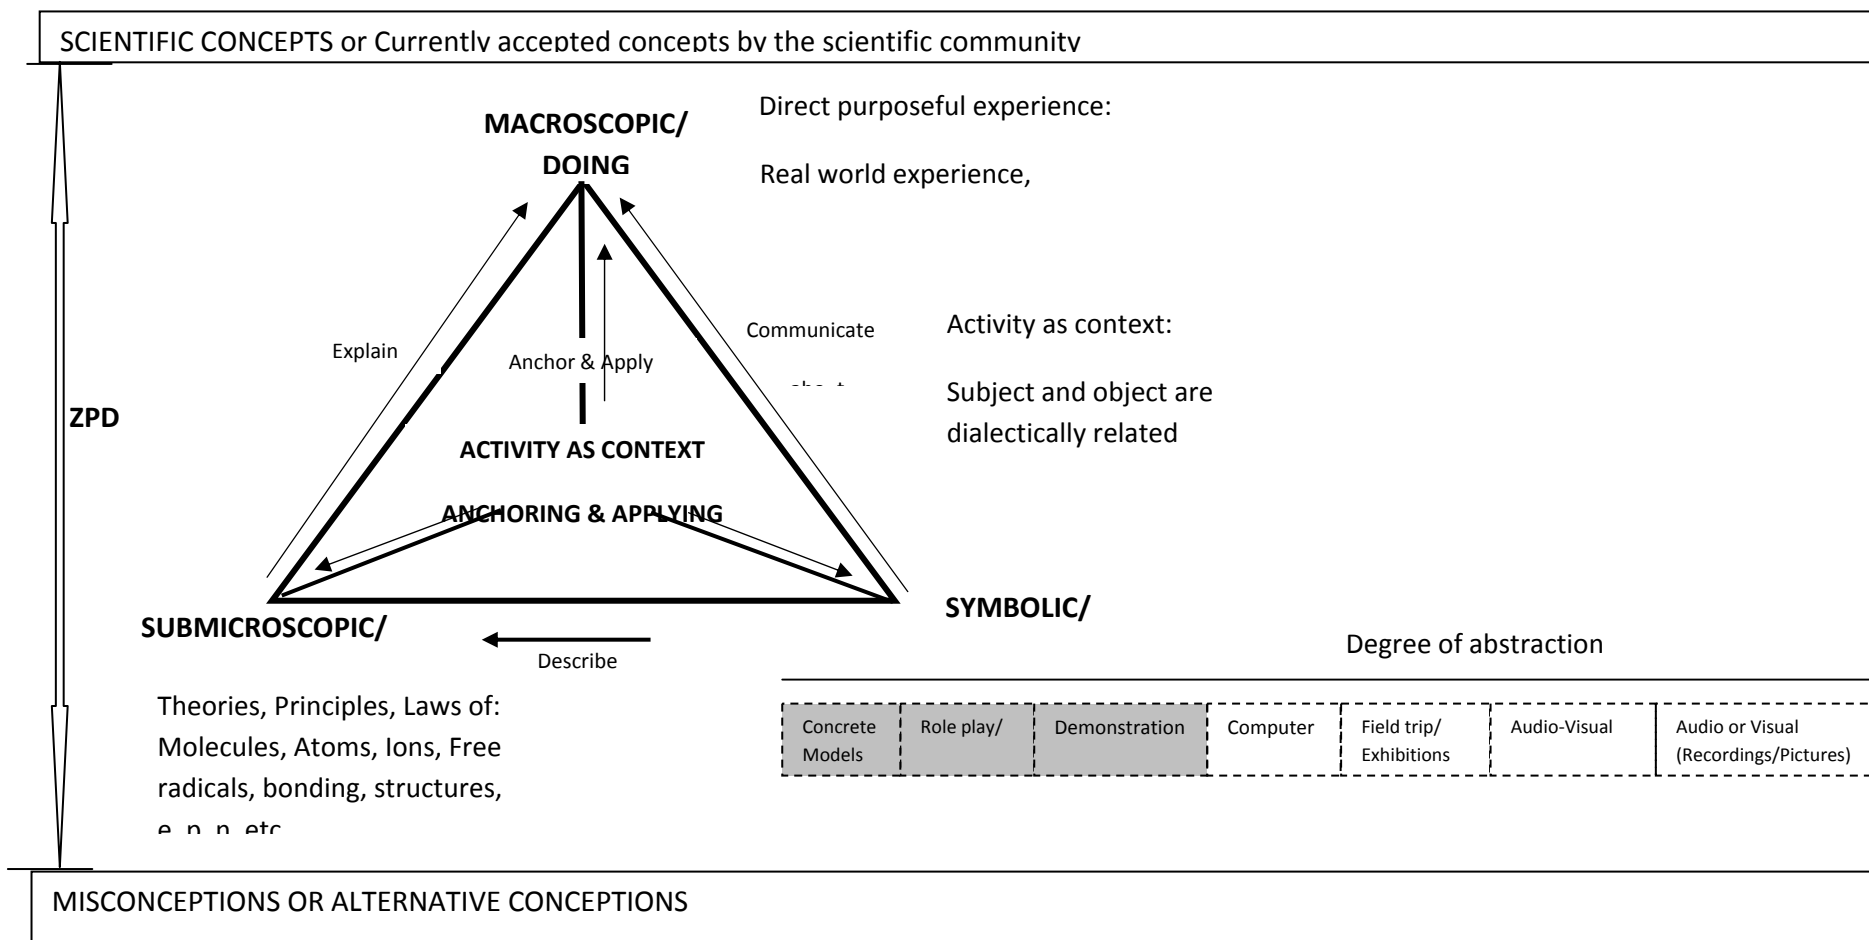 SCIENTIFIC CONCEPTS or Currently accepted concepts by the scientific community
MACROSCOPIC/
DOING
Direct purposeful experience:
Real world experience,
Explain
Anchor & Apply
Communicate
about
Activity as context:
Subject and object are
dialectically related
ZPD
ACTIVITY AS CONTEXT
ANCHORING & APPLYING
SUBMICROSCOPIC/
SYMBOLIC/
Describe
Degree of abstraction
Theories, Principles, Laws of:
Molecules, Atoms, Ions, Free
radicals, bonding, structures,
e, p, n, etc
Concrete
Models
Role play/
Demonstration
Computer
Field trip/
Exhibitions
Audio-Visual
Audio or Visual
(Recordings/Pictures)
MISCONCEPTIONS OR ALTERNATIVE CONCEPTIONS